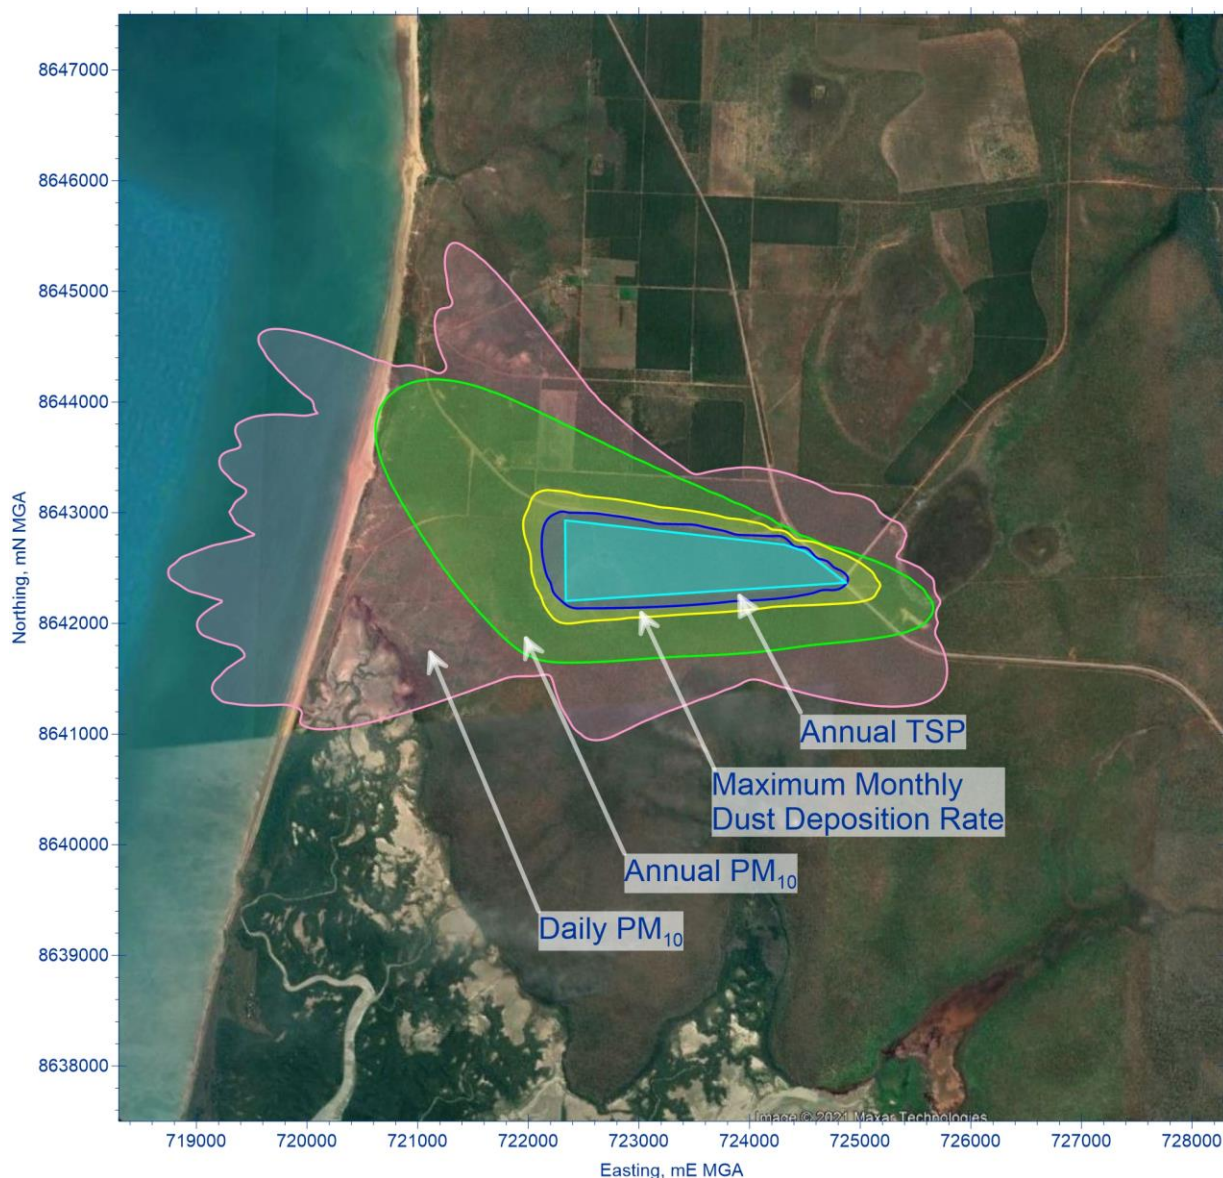 8647000
8646000
8645000
8644000
8643000
8642000
8641000
8640000
8639000
8638000
Northing, mN MGA
Annual TSP
Maximum Monthly
Dust Deposition Rate
Annual PM₁₀
Daily PM₁₀
Image © 2021 Maxar Technologies
719000 720000 721000 722000 723000 724000 725000 726000 727000 728000
Easting, mE MGA